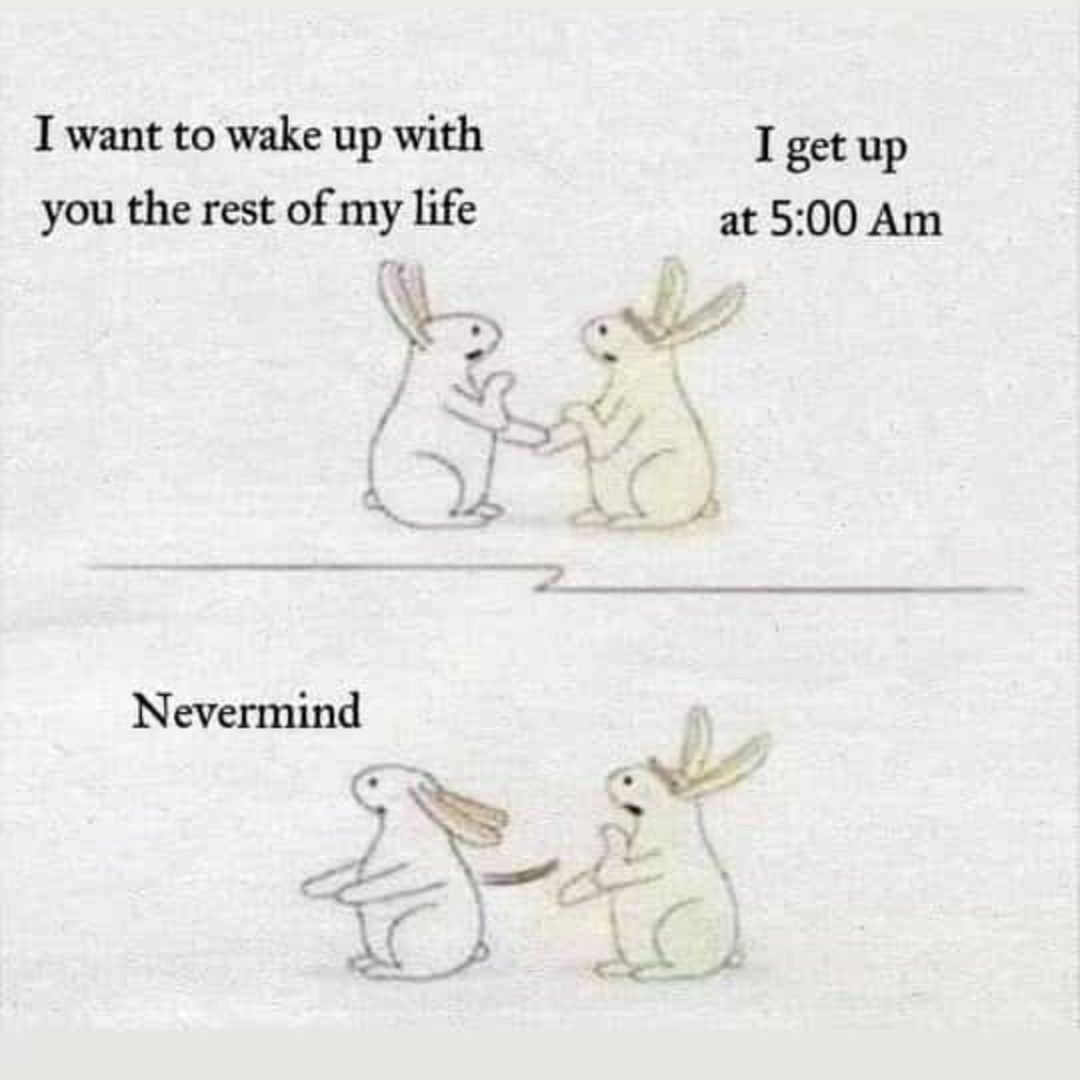 I want to wake up with
you the rest of my life
I get up
at 5:00 Am
Nevermind